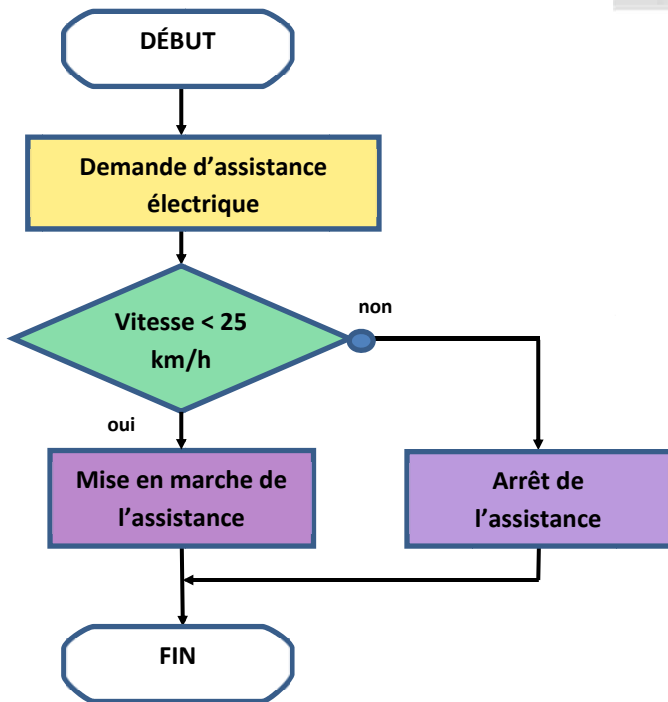 DÉBUT
Demande d’assistance
électrique
Vitesse < 25
km/h
non
oui
Mise en marche de
l’assistance
Arrêt de
l’assistance
FIN